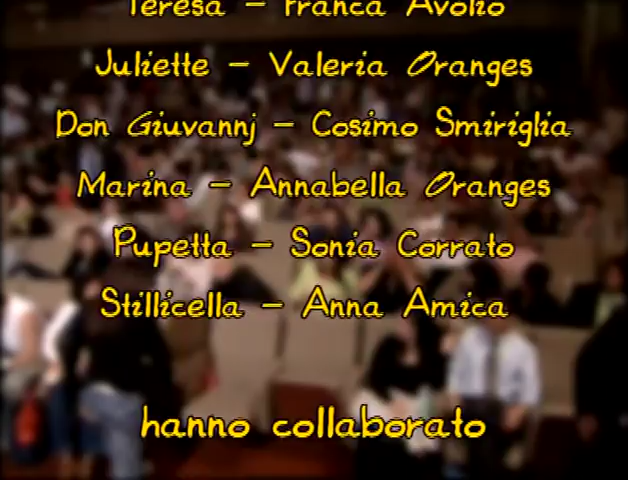 Teresa - Franca Avolio
Juliette - Valeria Oranges
Don Giuvannj - Cosimo Smiriglia
Marina - Annabella Oranges
Pupetta - Sonia Corrato
Stillicella - Anna Amica
hanno collaborato